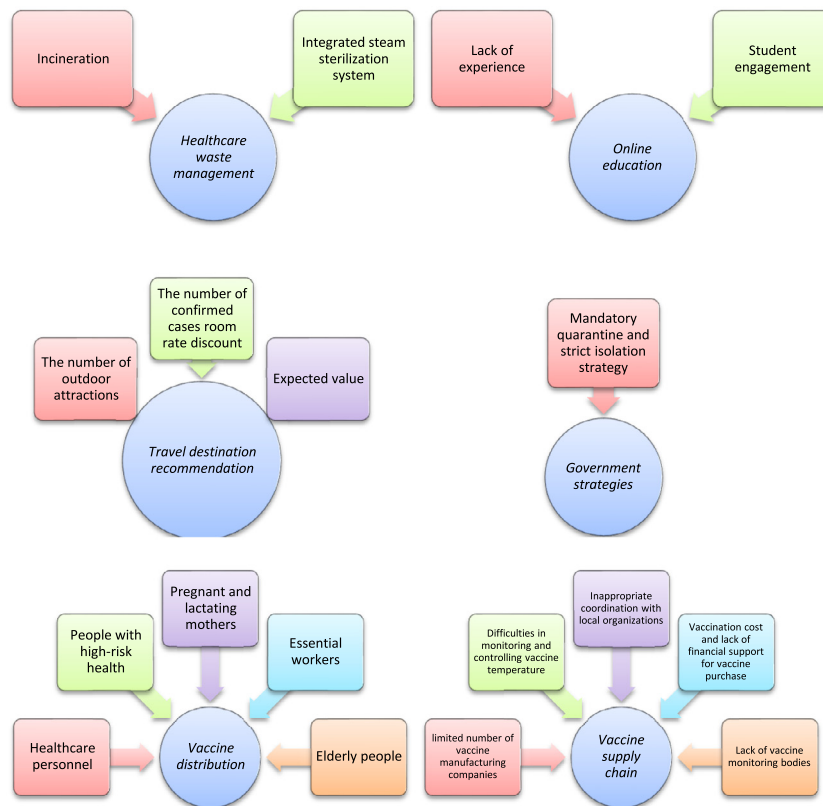 Incineration
Integrated steam
sterilization
system
Healthcare
waste
management
Lack of
experience
Student
engagement
Online
education
The number of
confirmed
cases room
rate discount
The number of
outdoor
attractions
Expected value
Travel destination
recommendation
Mandatory
quarantine and
strict isolation
strategy
Government
strategies
Pregnant and
lactating
mothers
People with
high-risk
health
Essential
workers
Healthcare
personnel
Vaccine
distribution
Elderly people
Inappropriate
coordination with
local organizations
Difficulties in
monitoring and
controlling vaccine
temperature
Vaccination cost
and lack of
financial support
for vaccine
purchase
limited number of
vaccine
manufacturing
companies
Vaccine
supply
chain
Lack of vaccine
monitoring bodies